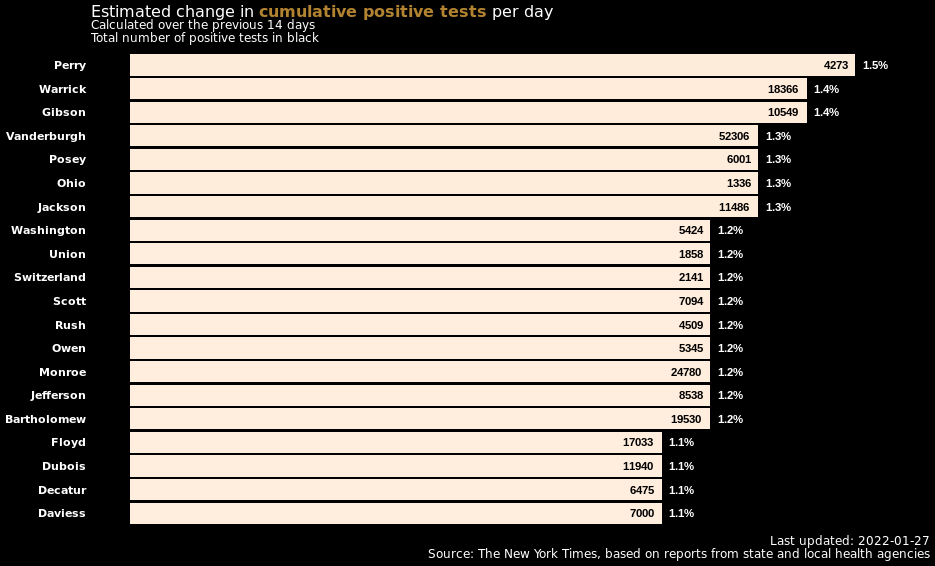 Estimated change in cumulative positive tests per day
Calculated over the previous 14 days
Total number of positive tests in black
Perry 4273 1.5%
Warrick 18366 1.4%
Gibson 10549 1.4%
Vanderburgh 52306 1.3%
Posey 6001 1.3%
Ohio 1336 1.3%
Jackson 11486 1.3%
Washington 5424 1.2%
Union 1858 1.2%
Switzerland 2141 1.2%
Scott 7094 1.2%
Rush 4509 1.2%
Owen 5345 1.2%
Monroe 24780 1.2%
Jefferson 8538 1.2%
Bartholomew 19530 1.2%
Floyd 17033 1.1%
Dubois 11940 1.1%
Decatur 6475 1.1%
Daviess 7000 1.1%
Last updated: 2022-01-27
Source: The New York Times, based on reports from state and local health agencies